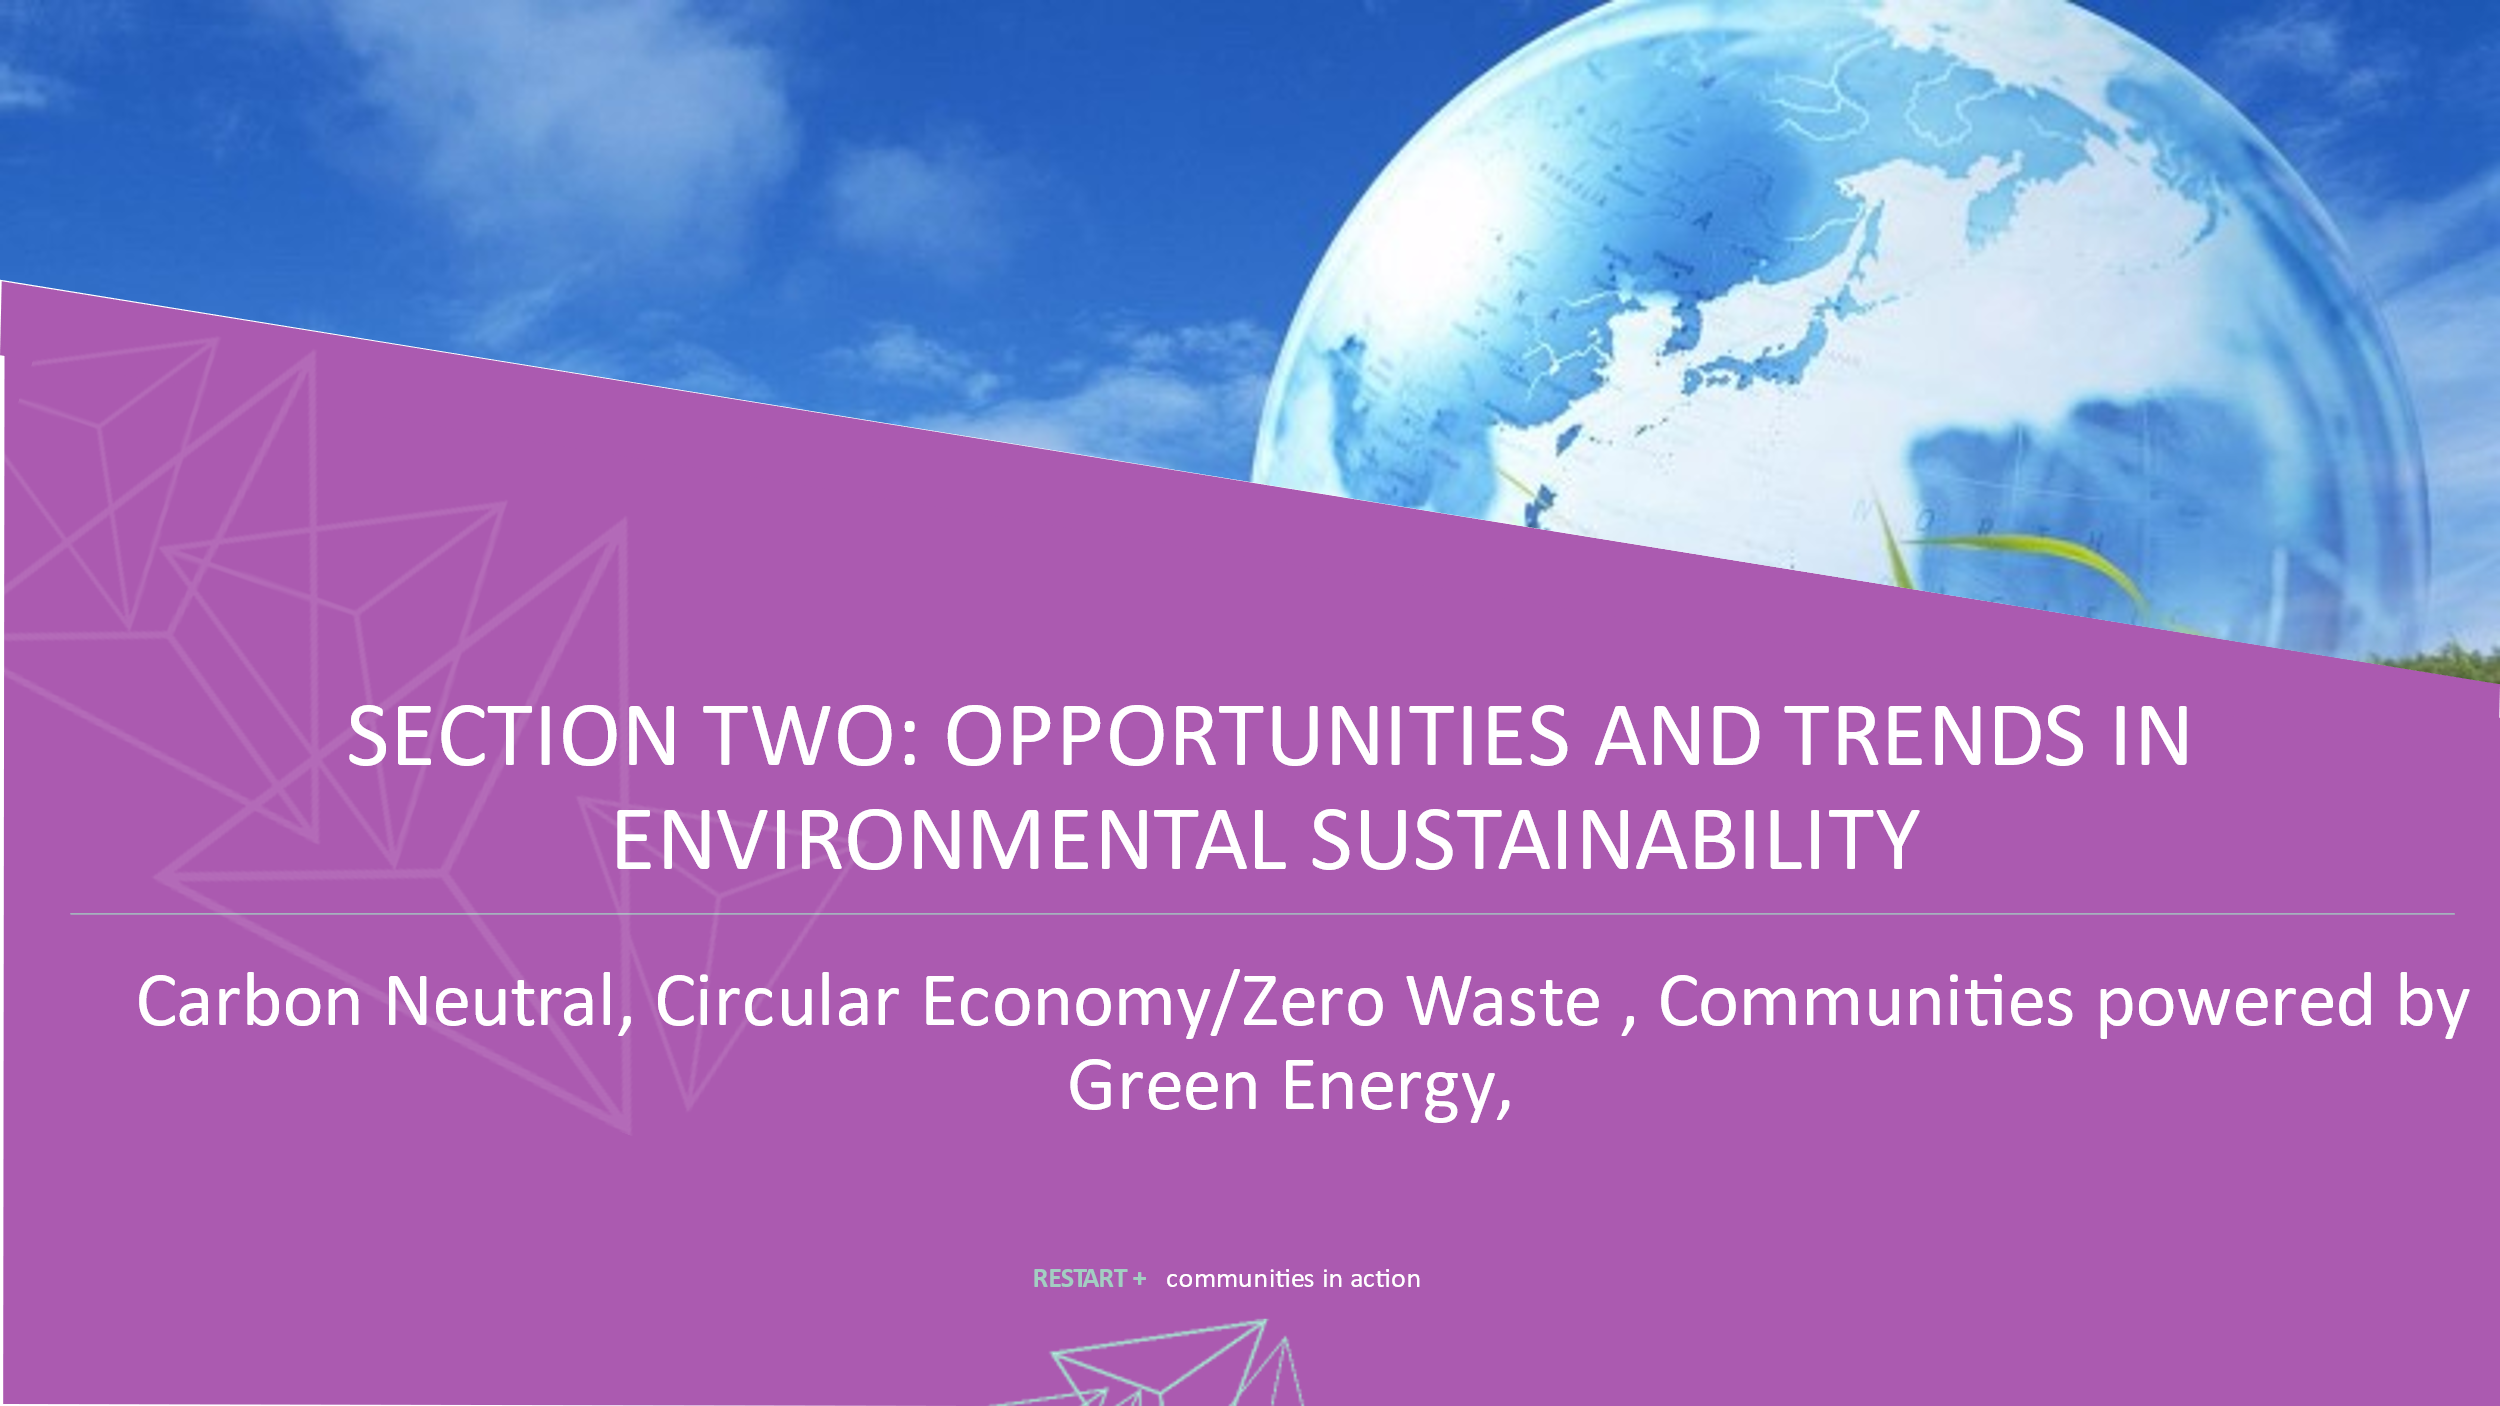 SECTION TWO: OPPORTUNITIES AND TRENDS IN
ENVIRONMENTAL SUSTAINABILITY
Carbon Neutral, Circular Economy/Zero Waste , Communities powered by
Green Energy,
RESTART + communities in action